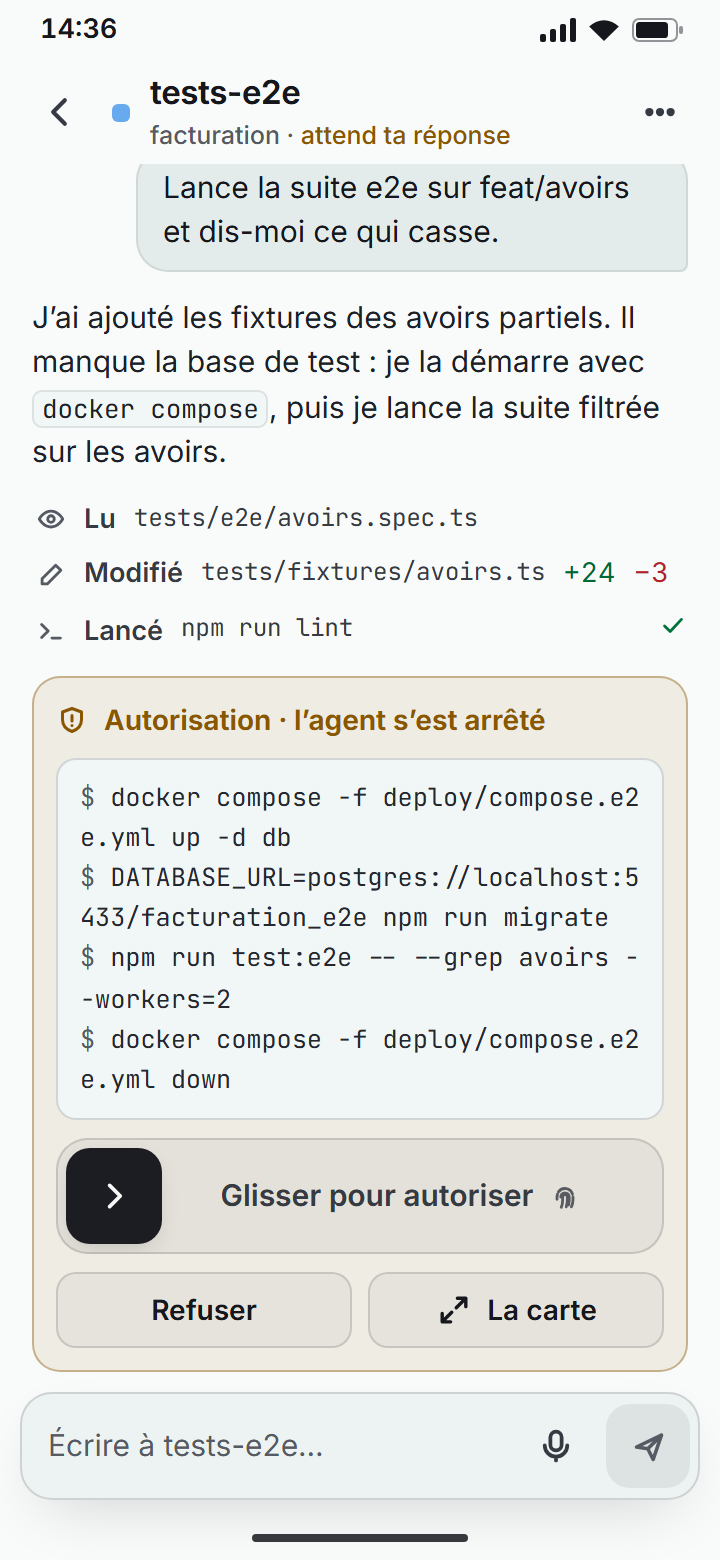 14:36
tests-e2e
facturation · attend ta réponse
Lance la suite e2e sur feat/avoirs
et dis-moi ce qui casse.
J’ai ajouté les fixtures des avoirs partiels. Il
manque la base de test : je la démarre avec
docker compose, puis je lance la suite filtrée
sur les avoirs.
Lu tests/e2e/avoirs.spec.ts
Modifié tests/fixtures/avoirs.ts +24 −3
Lancé npm run lint
Autorisation · l’agent s’est arrêté
$ docker compose -f deploy/compose.e2
e.yml up -d db
$ DATABASE_URL=postgres://localhost:5
433/facturation_e2e npm run migrate
$ npm run test:e2e -- --grep avoirs -
-workers=2
$ docker compose -f deploy/compose.e2
e.yml down
Glisser pour autoriser
Refuser
La carte
Écrire à tests-e2e…